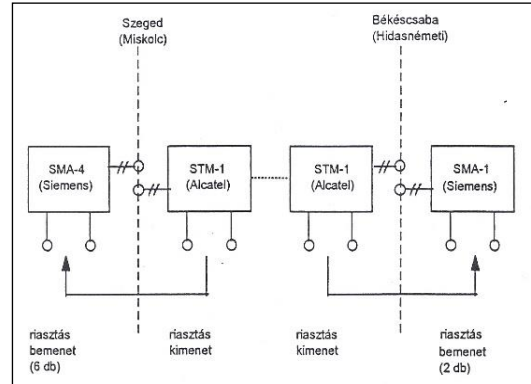 Szeged
(Miskolc)
Békéscsaba
(Hidasnémeti)
SMA-4
(Siemens)
STM-1
(Alcatel)
STM-1
(Alcatel)
SMA-1
(Siemens)
riasztás
bemenet
(6 db)
riasztás
kimenet
riasztás
kimenet
riasztás
bemenet
(2 db)